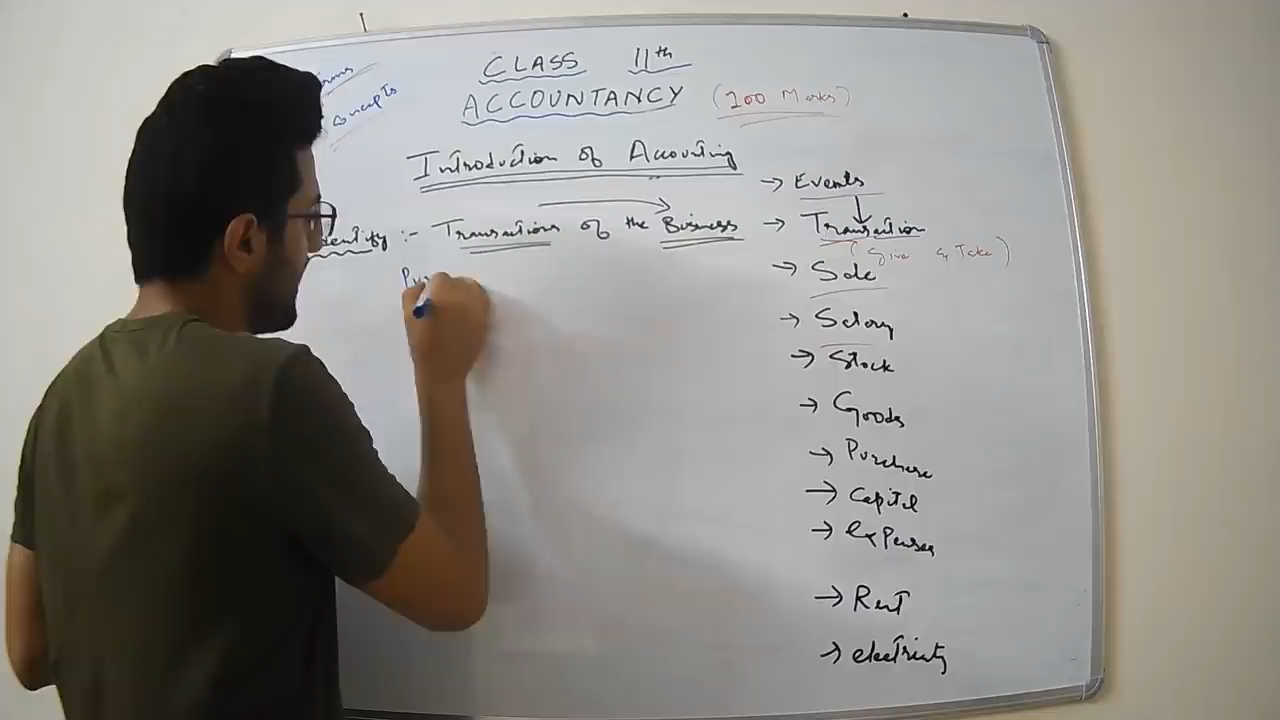 CLASS 11th
ACCOUNTANCY (100 Marks)
concepts
Introduction of Accounting
:- Transactions of the Business
→ Events
→ Transaction
(Give & Take)
→ Sale
→ Salary
→ Stock
→ Goods
→ Purchase
→ Capital
→ exPenses
→ Rent
→ electricity